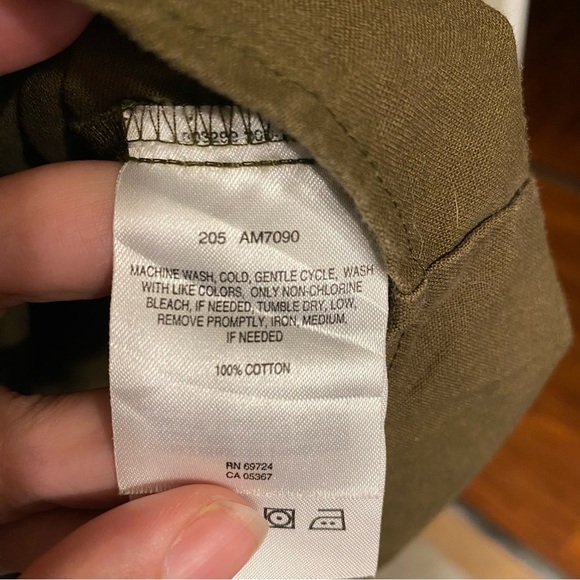 205 AM7090
MACHINE WASH, COLD, GENTLE CYCLE, WASH
WITH LIKE COLORS, ONLY NON-CHLORINE
BLEACH, IF NEEDED, TUMBLE DRY, LOW,
REMOVE PROMPTLY, IRON, MEDIUM,
IF NEEDED
100% COTTON
RN 69724
CA 05367